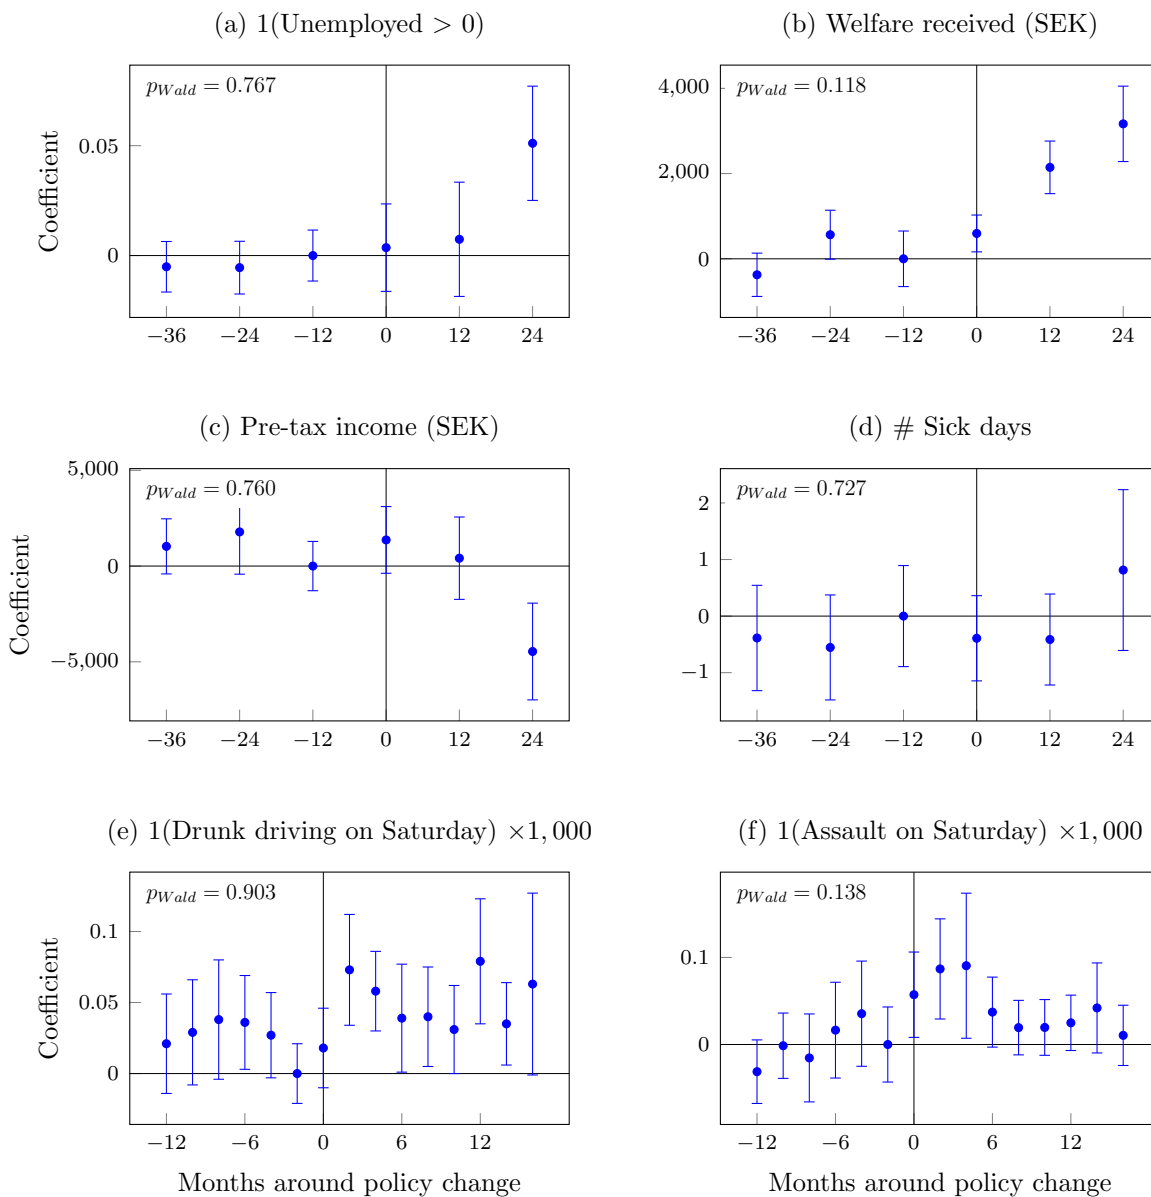 (a) 1(Unemployed > 0)
(b) Welfare received (SEK)
p_Wald = 0.767
p_Wald = 0.118
Coefficient
0.05
0
4,000
2,000
0
−36 −24 −12 0 12 24
−36 −24 −12 0 12 24
(c) Pre-tax income (SEK)
(d) # Sick days
p_Wald = 0.760
p_Wald = 0.727
Coefficient
5,000
0
−5,000
2
1
0
−1
−36 −24 −12 0 12 24
−36 −24 −12 0 12 24
(e) 1(Drunk driving on Saturday) ×1,000
(f) 1(Assault on Saturday) ×1,000
p_Wald = 0.903
p_Wald = 0.138
Coefficient
0.1
0.05
0
0.1
0
−12 −6 0 6 12
−12 −6 0 6 12
Months around policy change
Months around policy change